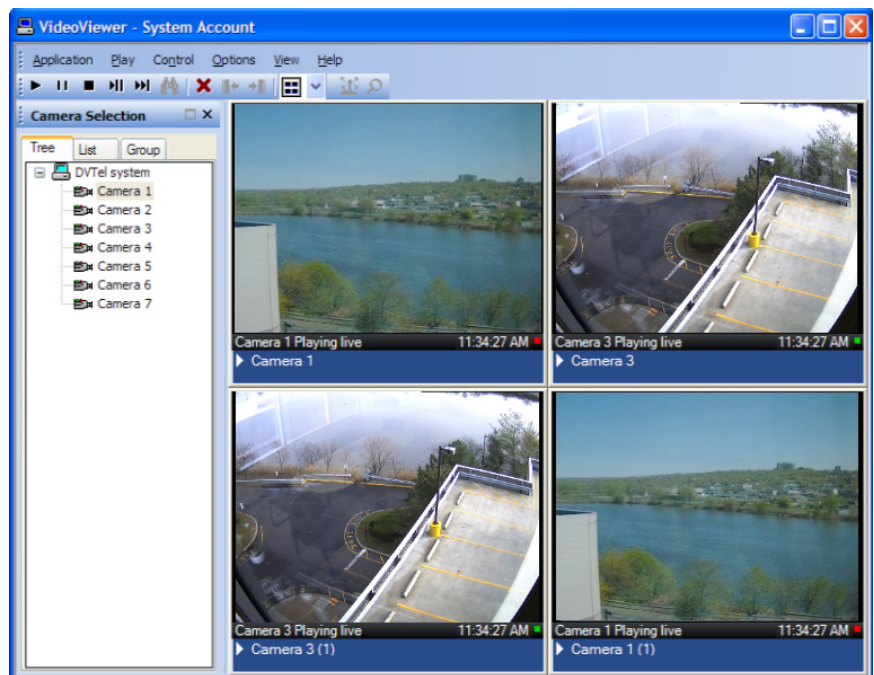 VideoViewer - System Account
Application Play Control Options View Help
Camera Selection
Tree List Group
DVTel system
Camera 1
Camera 2
Camera 3
Camera 4
Camera 5
Camera 6
Camera 7
Camera 1 Playing live 11:34:27 AM
Camera 1
Camera 3 Playing live 11:34:27 AM
Camera 3
Camera 3 Playing live 11:34:27 AM
Camera 3 (1)
Camera 1 Playing live 11:34:27 AM
Camera 1 (1)